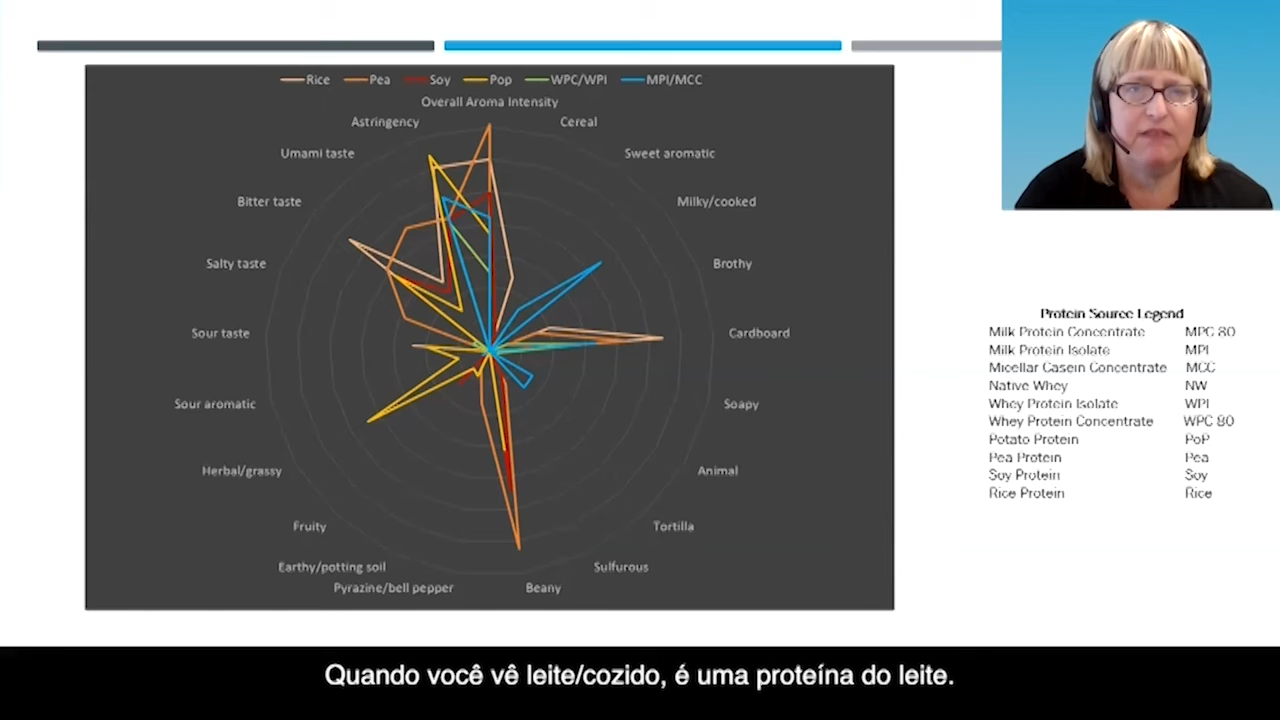 Rice Pea Soy Pop WPC/WPI MPI/MCC
Overall Aroma Intensity
Astringency Cereal
Umami taste Sweet aromatic
Bitter taste Milky/cooked
Salty taste Brothy
Sour taste Cardboard
Sour aromatic Soapy
Herbal/grassy Animal
Fruity Tortilla
Earthy/potting soil Sulfurous
Pyrazine/bell pepper Beany
Protein Source Legend
Milk Protein Concentrate MPC 80
Milk Protein Isolate MPI
Micellar Casein Concentrate MCC
Native Whey NW
Whey Protein Isolate WPI
Whey Protein Concentrate WPC 80
Potato Protein PoP
Pea Protein Pea
Soy Protein Soy
Rice Protein Rice
Quando você vê leite/cozido, é uma proteína do leite.